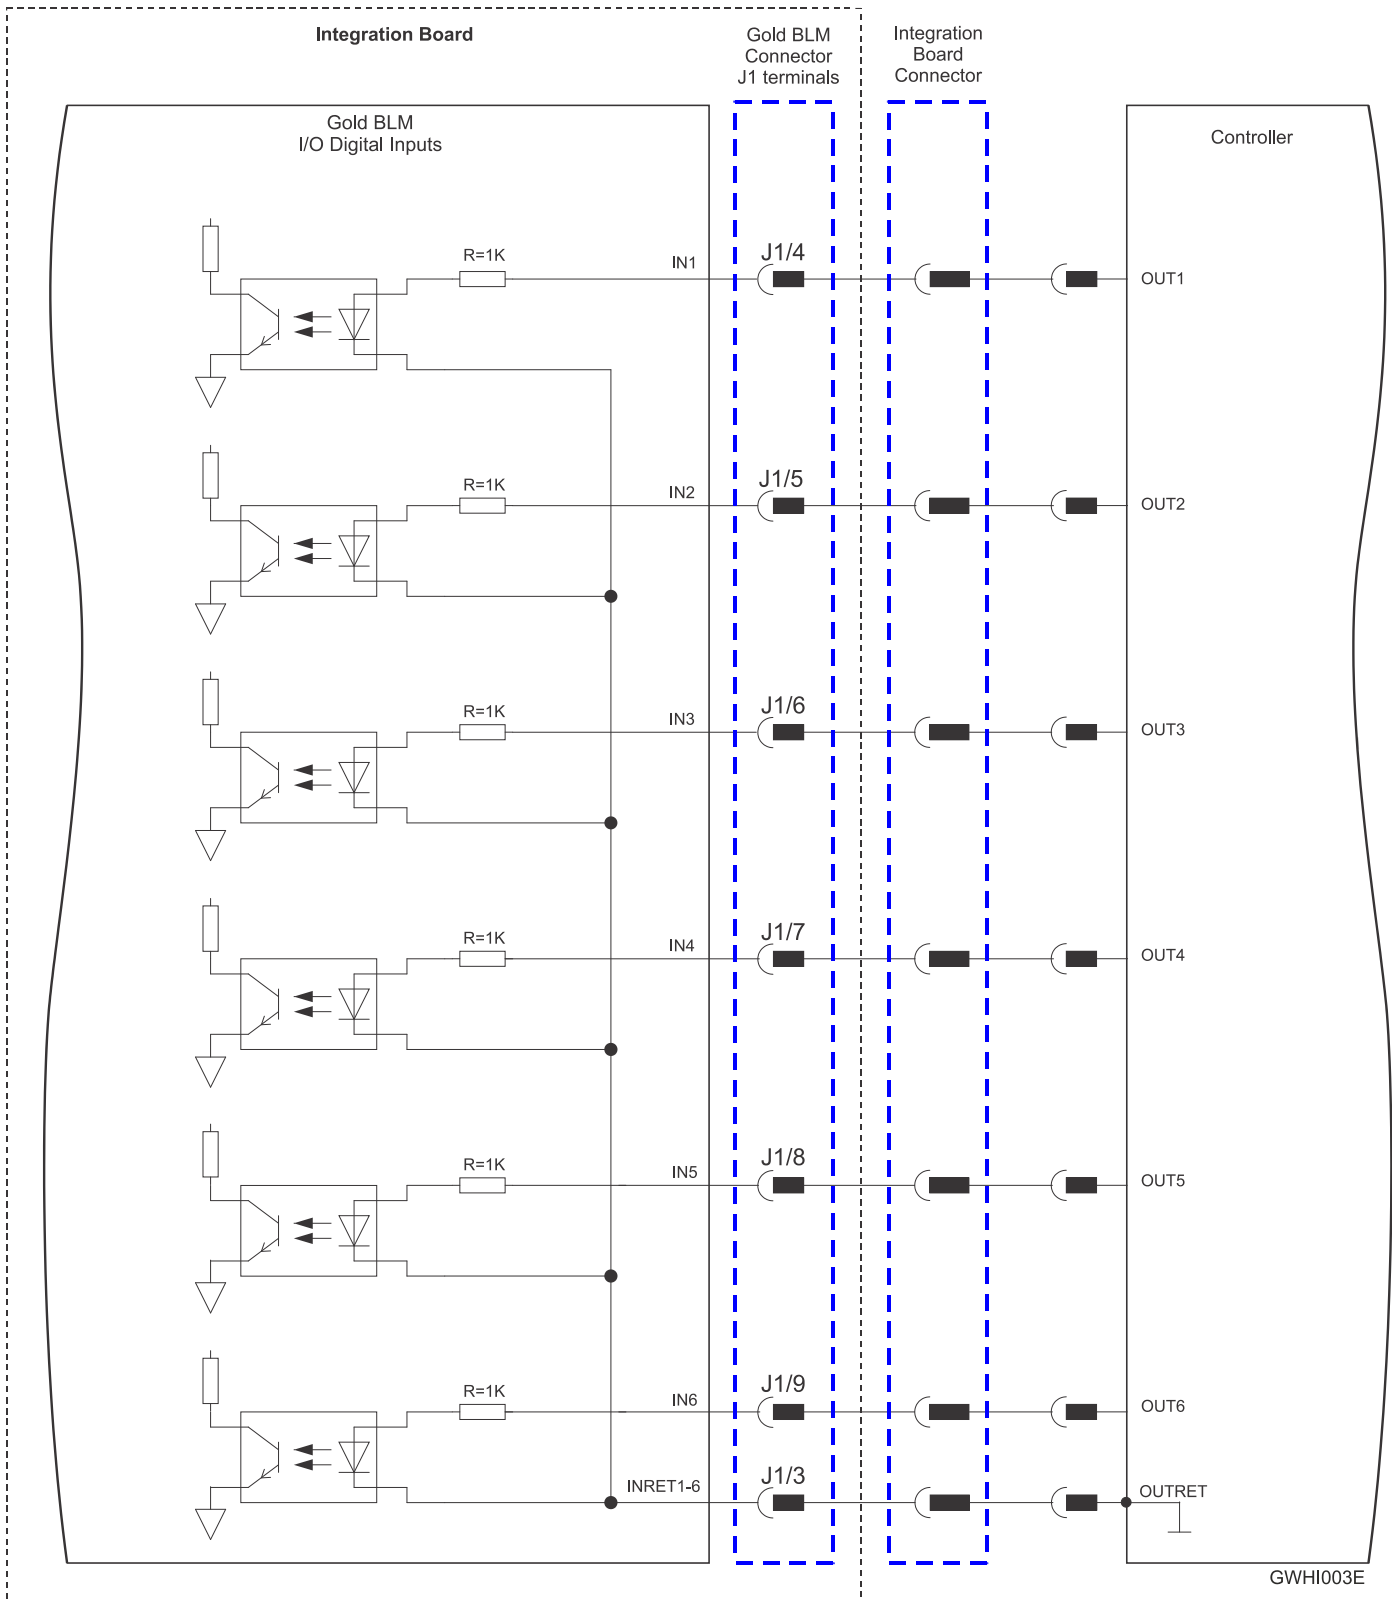 Integration Board
Gold BLM
Connector
J1 terminals
Integration
Board
Connector
Gold BLM
I/O Digital Inputs
Controller
R=1K
IN1
J1/4
OUT1
R=1K
IN2
J1/5
OUT2
R=1K
IN3
J1/6
OUT3
R=1K
IN4
J1/7
OUT4
R=1K
IN5
J1/8
OUT5
R=1K
IN6
J1/9
OUT6
INRET1-6
J1/3
OUTRET
GWHI003E